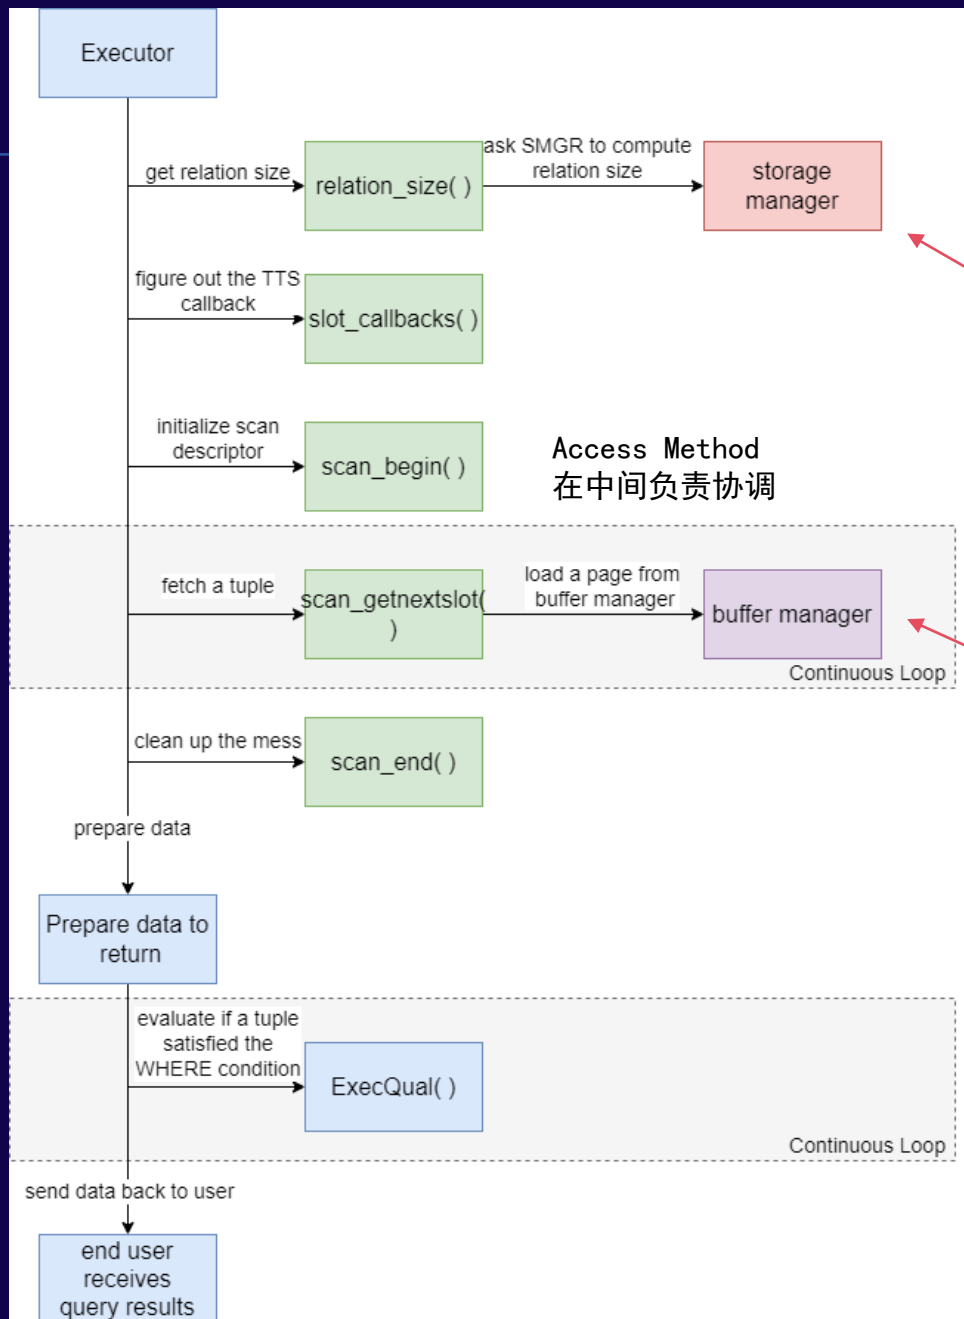 Executor
get relation size
relation_size( )
ask SMGR to compute
relation size
storage
manager
figure out the TTS
callback
slot_callbacks( )
initialize scan
descriptor
scan_begin( )
Access Method
在中间负责协调
fetch a tuple
scan_getnextslot(
)
load a page from
buffer manager
buffer manager
Continuous Loop
clean up the mess
scan_end( )
prepare data
Prepare data to
return
evaluate if a tuple
satisfied the
WHERE condition
ExecQual( )
Continuous Loop
send data back to user
end user
receives
query results